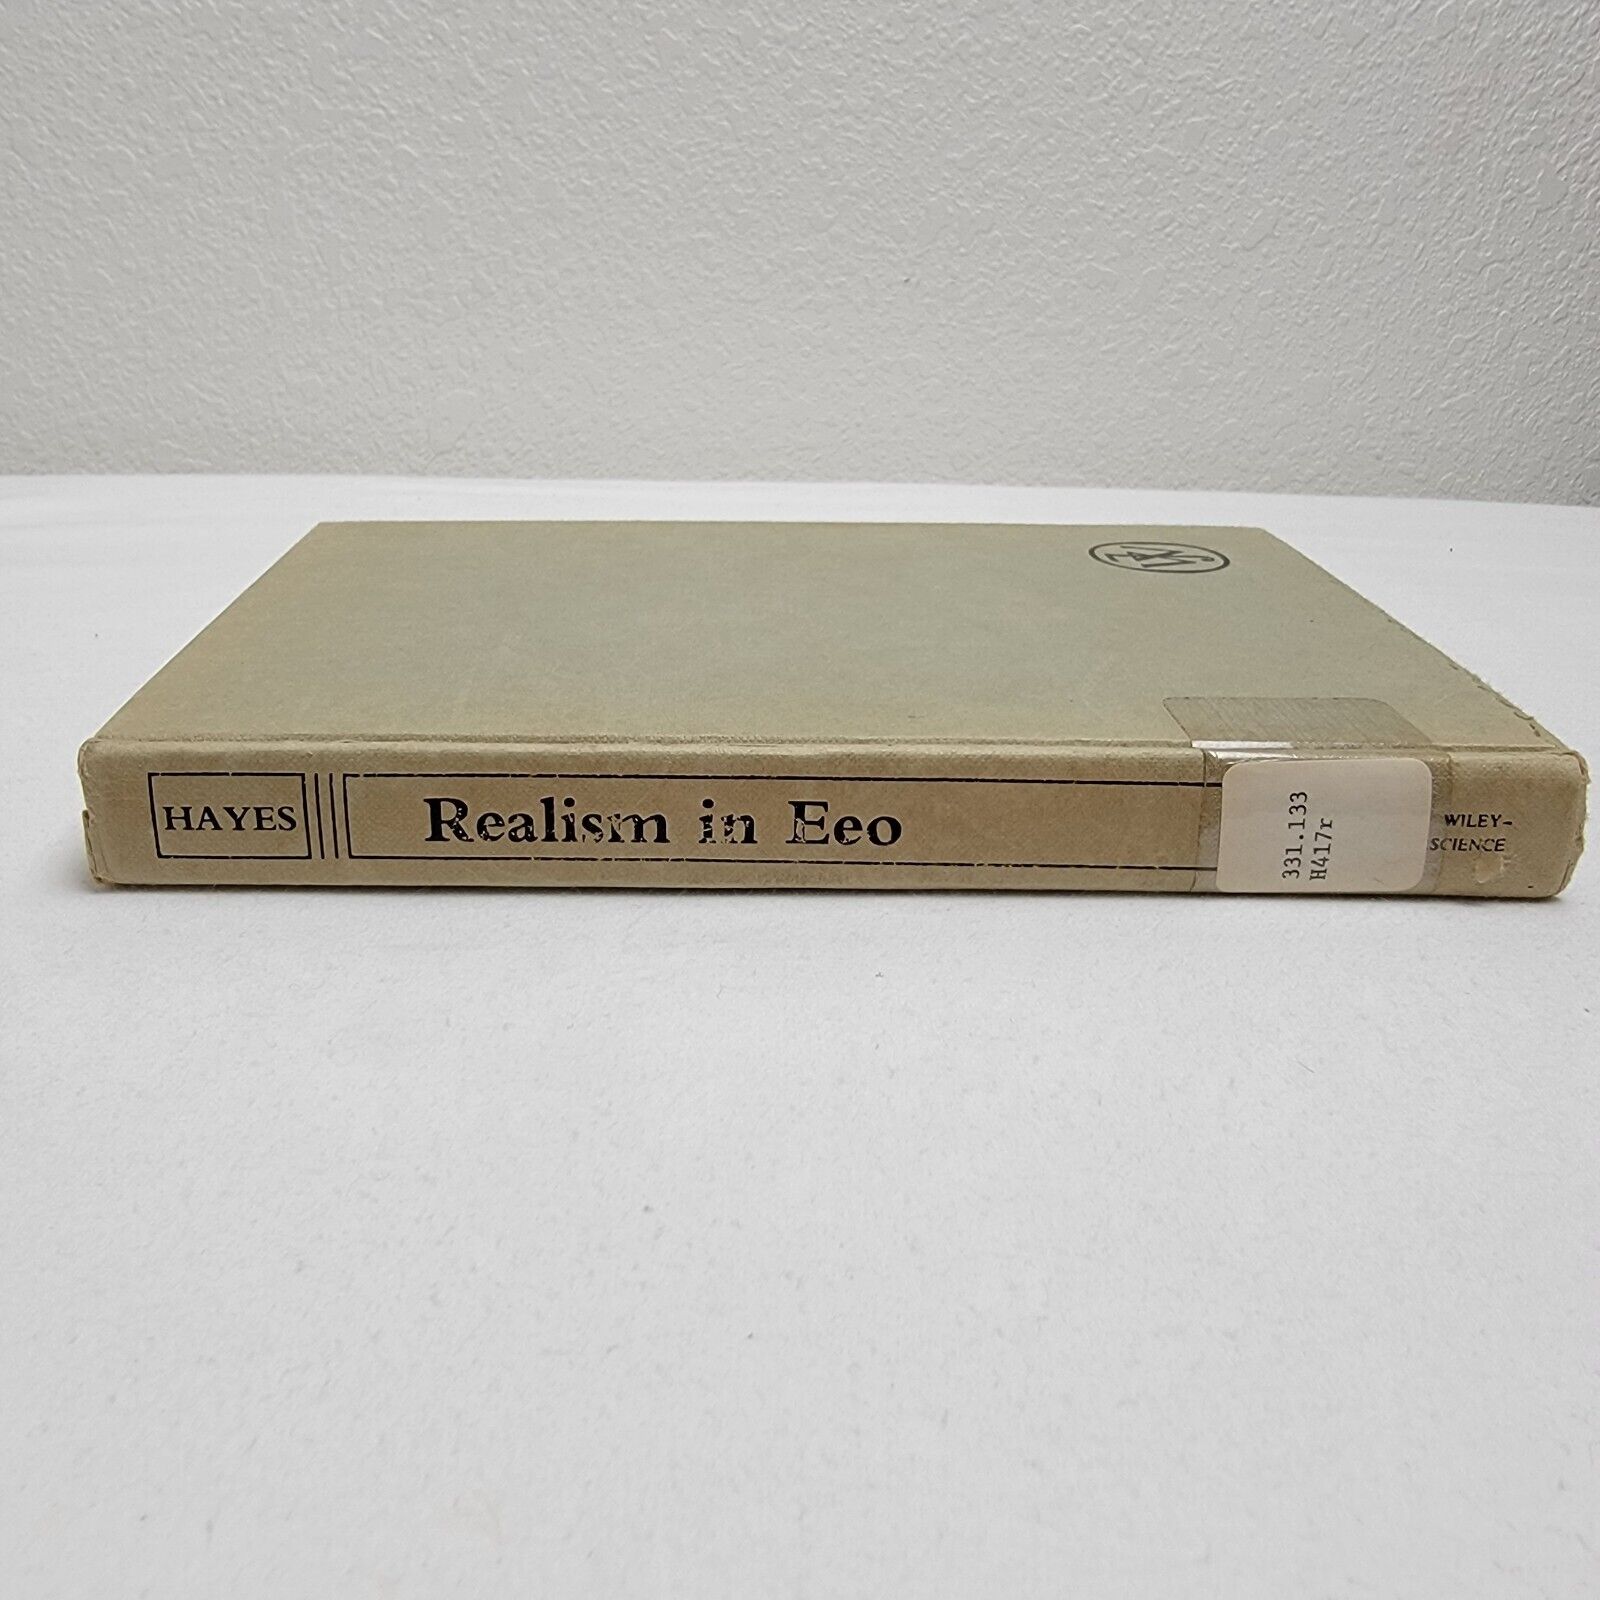 HAYES
Realism in Eeo
331.133
H417r
WILEY-
SCIENCE